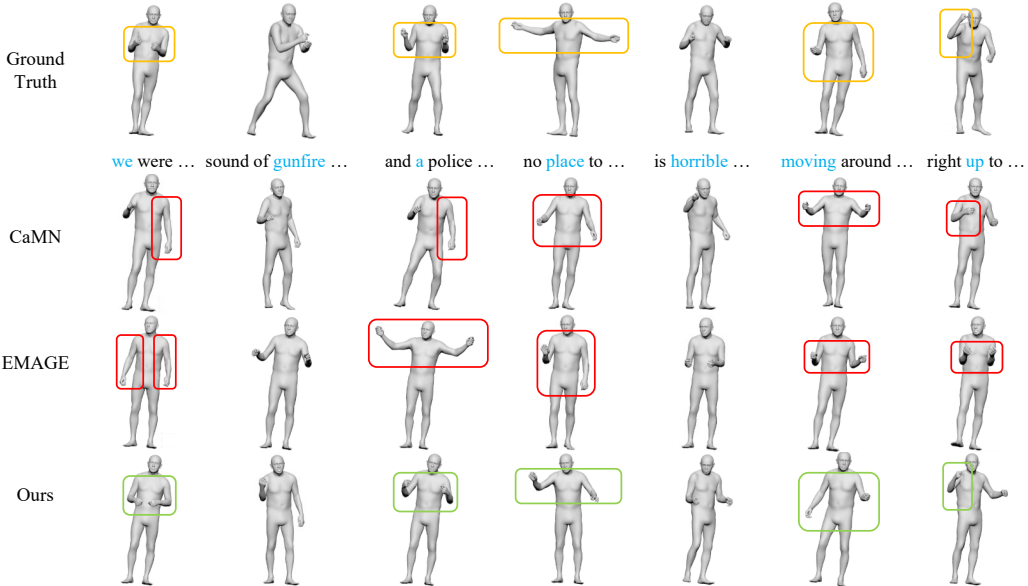 Ground
Truth
we were … sound of gunfire … and a police … no place to … is horrible … moving around … right up to …
CaMN
EMAGE
Ours